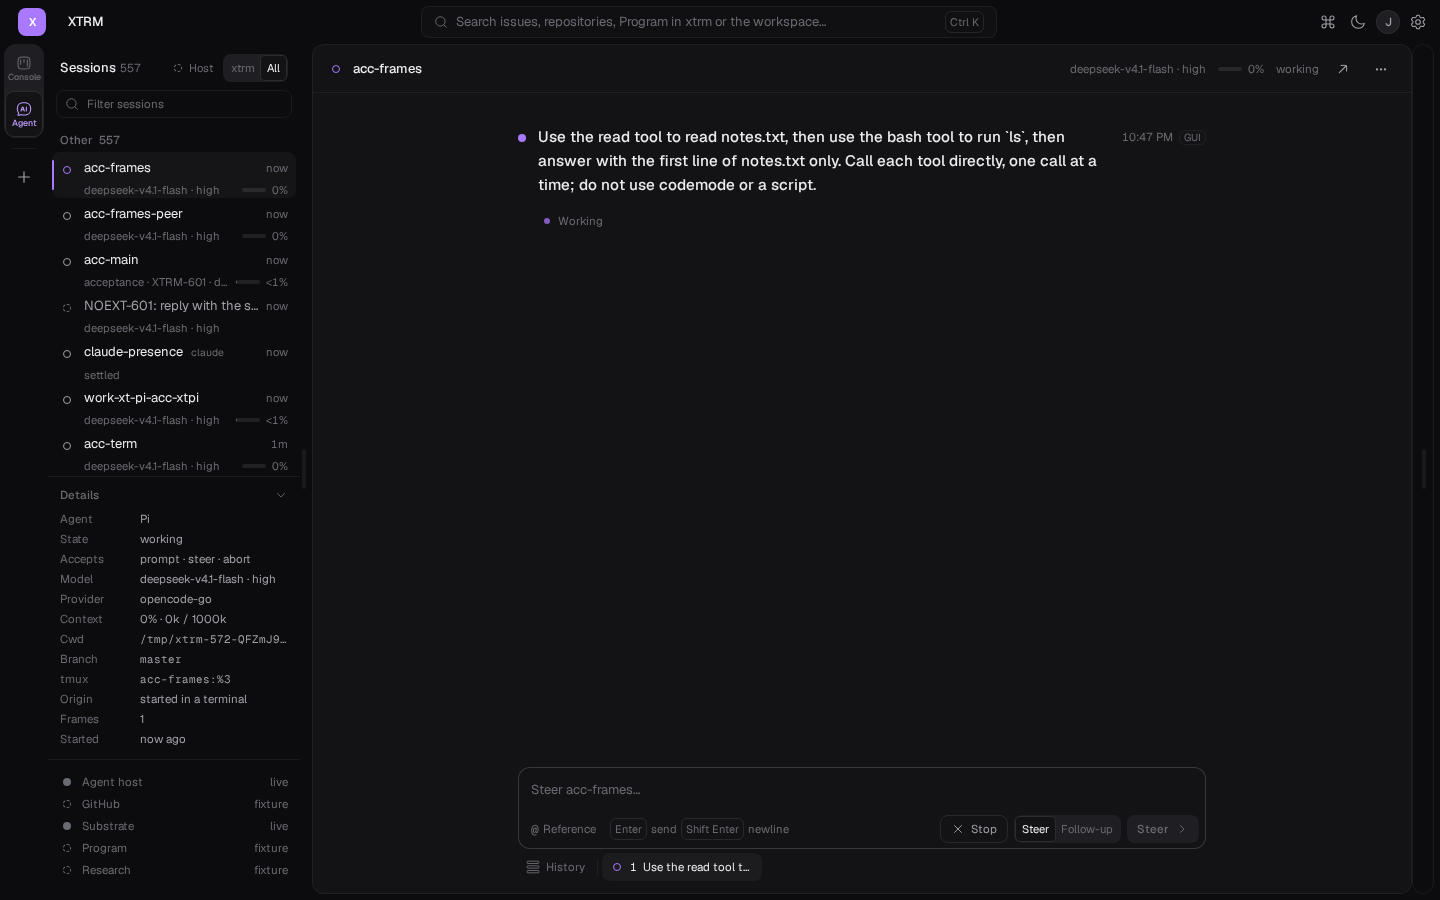 X XTRM
Search issues, repositories, Program in xtrm or the workspace... Ctrl K
J
Console
AI
Agent
Sessions 557 Host xtrm All
Filter sessions
Other 557
acc-frames now
deepseek-v4.1-flash · high 0%
acc-frames-peer now
deepseek-v4.1-flash · high 0%
acc-main now
acceptance · XTRM-601 · d... <1%
NOEXT-601: reply with the s... now
deepseek-v4.1-flash · high
claude-presence claude now
settled
work-xt-pi-acc-xtpi now
deepseek-v4.1-flash · high <1%
acc-term 1m
deepseek-v4.1-flash · high 0%
Details
Agent Pi
State working
Accepts prompt · steer · abort
Model deepseek-v4.1-flash · high
Provider opencode-go
Context 0% · 0k / 1000k
Cwd /tmp/xtrm-572-QFZmJ9...
Branch master
tmux acc-frames:%3
Origin started in a terminal
Frames 1
Started now ago
Agent host live
GitHub fixture
Substrate live
Program fixture
Research fixture
acc-frames deepseek-v4.1-flash · high 0% working
Use the read tool to read notes.txt, then use the bash tool to run `ls`, then 10:47 PM GUI
answer with the first line of notes.txt only. Call each tool directly, one call at a
time; do not use codemode or a script.
Working
Steer acc-frames...
@ Reference Enter send Shift Enter newline Stop Steer Follow-up Steer
History 1 Use the read tool t...